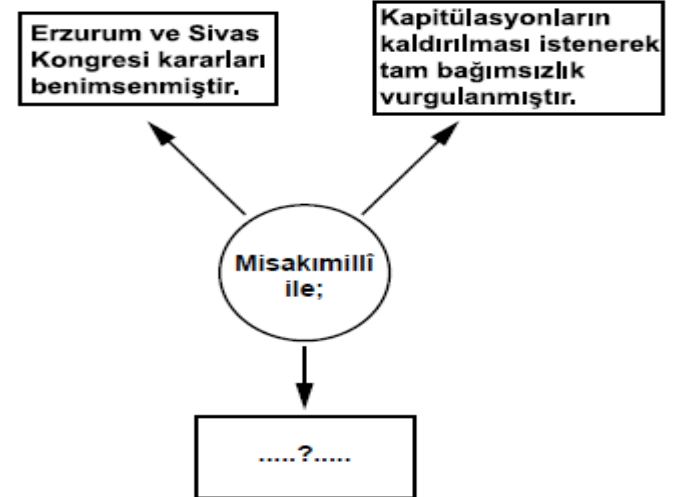 Erzurum ve Sivas
Kongresi kararları
benimsenmiştir.
Kapitülasyonların
kaldırılması istenerek
tam bağımsızlık
vurgulanmıştır.
Misakımillî
ile;
.....?.....